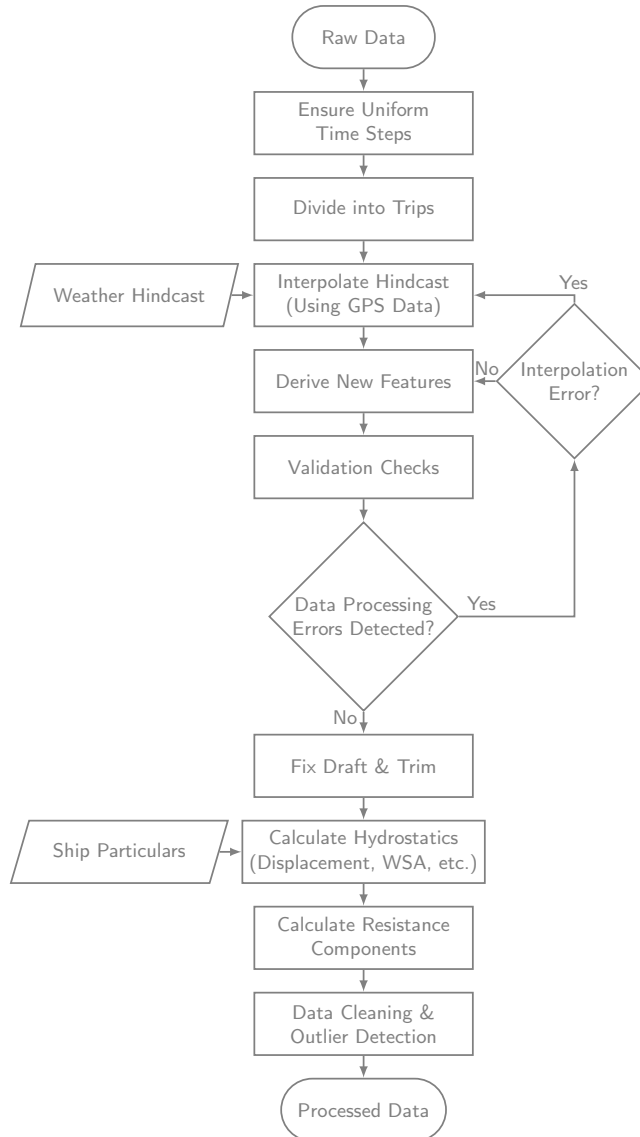 Raw Data
Ensure Uniform
Time Steps
Divide into Trips
Weather Hindcast
Interpolate Hindcast
(Using GPS Data)
Yes
Interpolation
Error?
No
Derive New Features
Validation Checks
Data Processing
Errors Detected?
Yes
No
Fix Draft & Trim
Ship Particulars
Calculate Hydrostatics
(Displacement, WSA, etc.)
Calculate Resistance
Components
Data Cleaning &
Outlier Detection
Processed Data